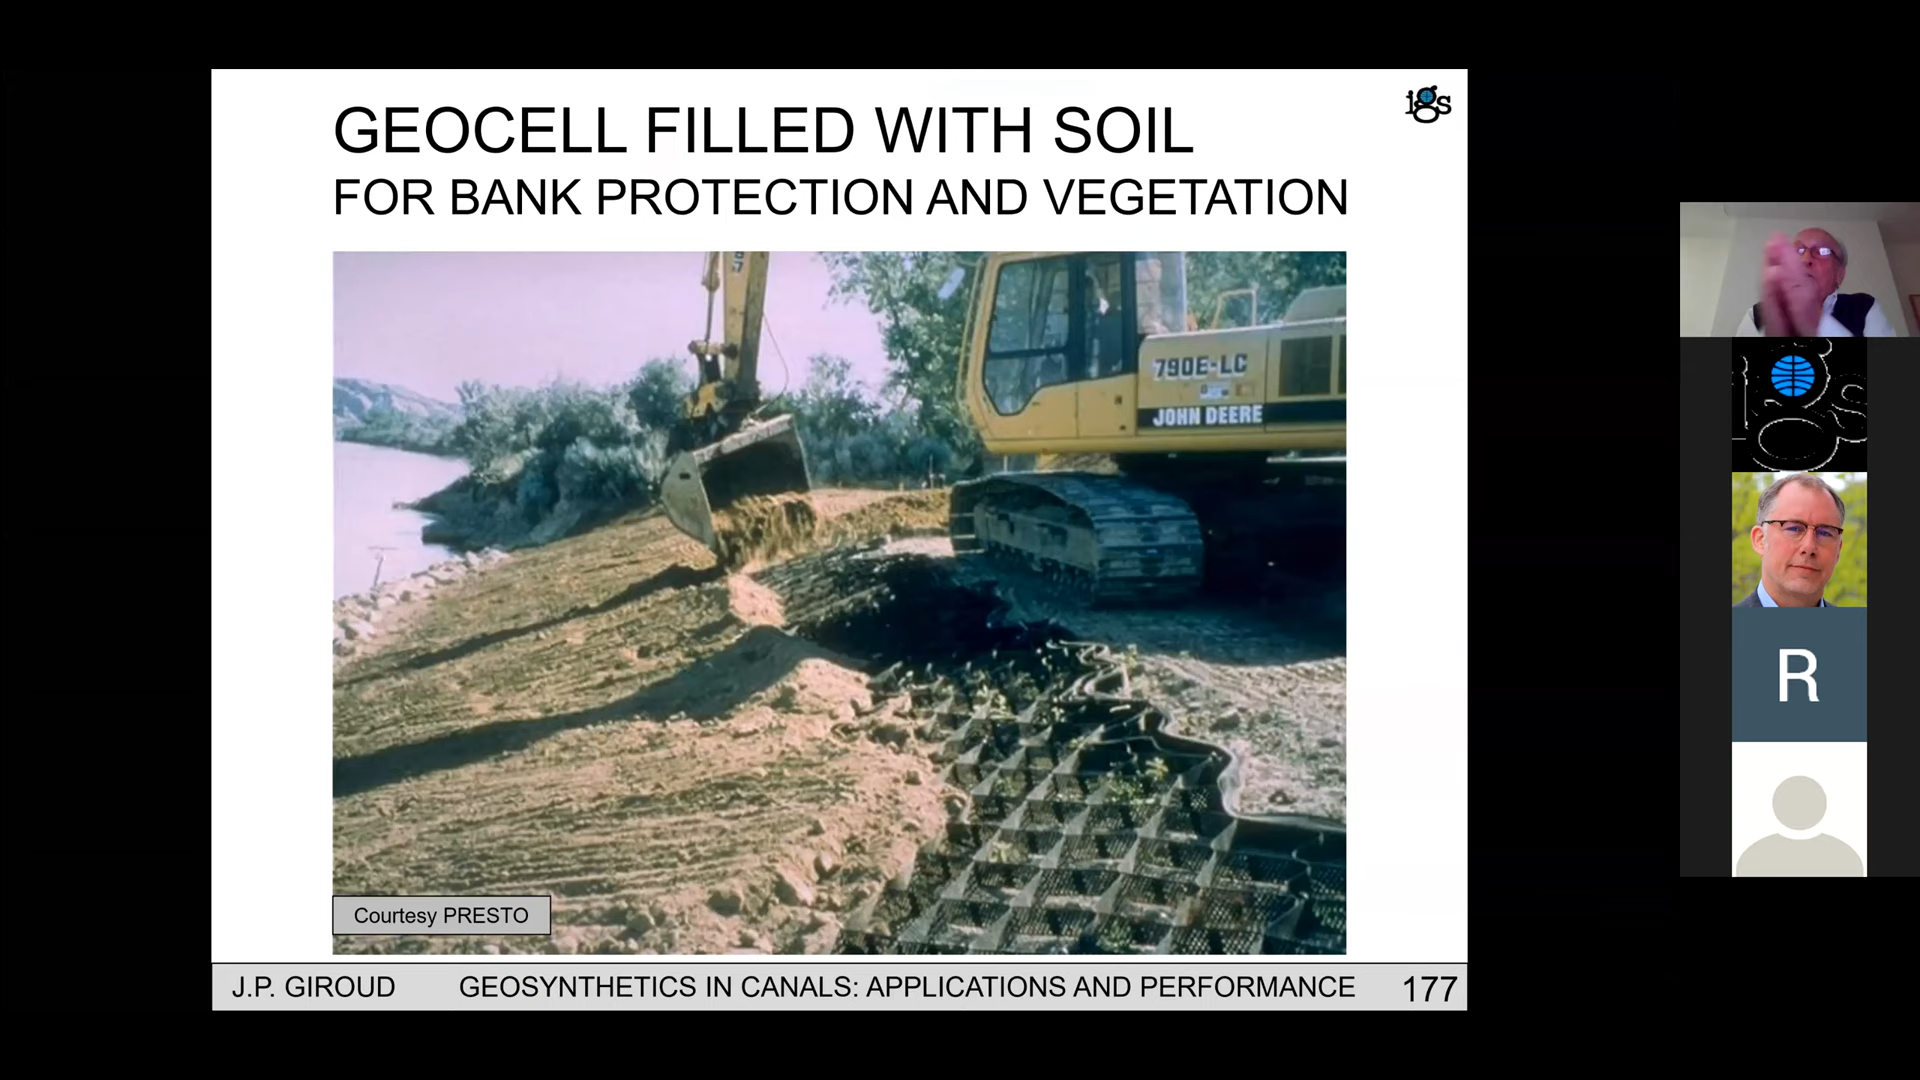 GEOCELL FILLED WITH SOIL
FOR BANK PROTECTION AND VEGETATION
igs
790E-LC
JOHN DEERE
Courtesy PRESTO
J.P. GIROUD GEOSYNTHETICS IN CANALS: APPLICATIONS AND PERFORMANCE 177
igs
R